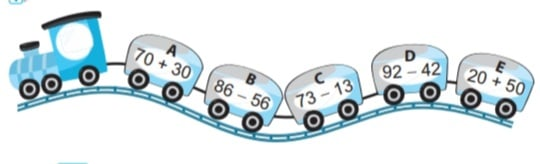 A
70 + 30
B
86 – 56
C
73 – 13
D
92 – 42
E
20 + 50